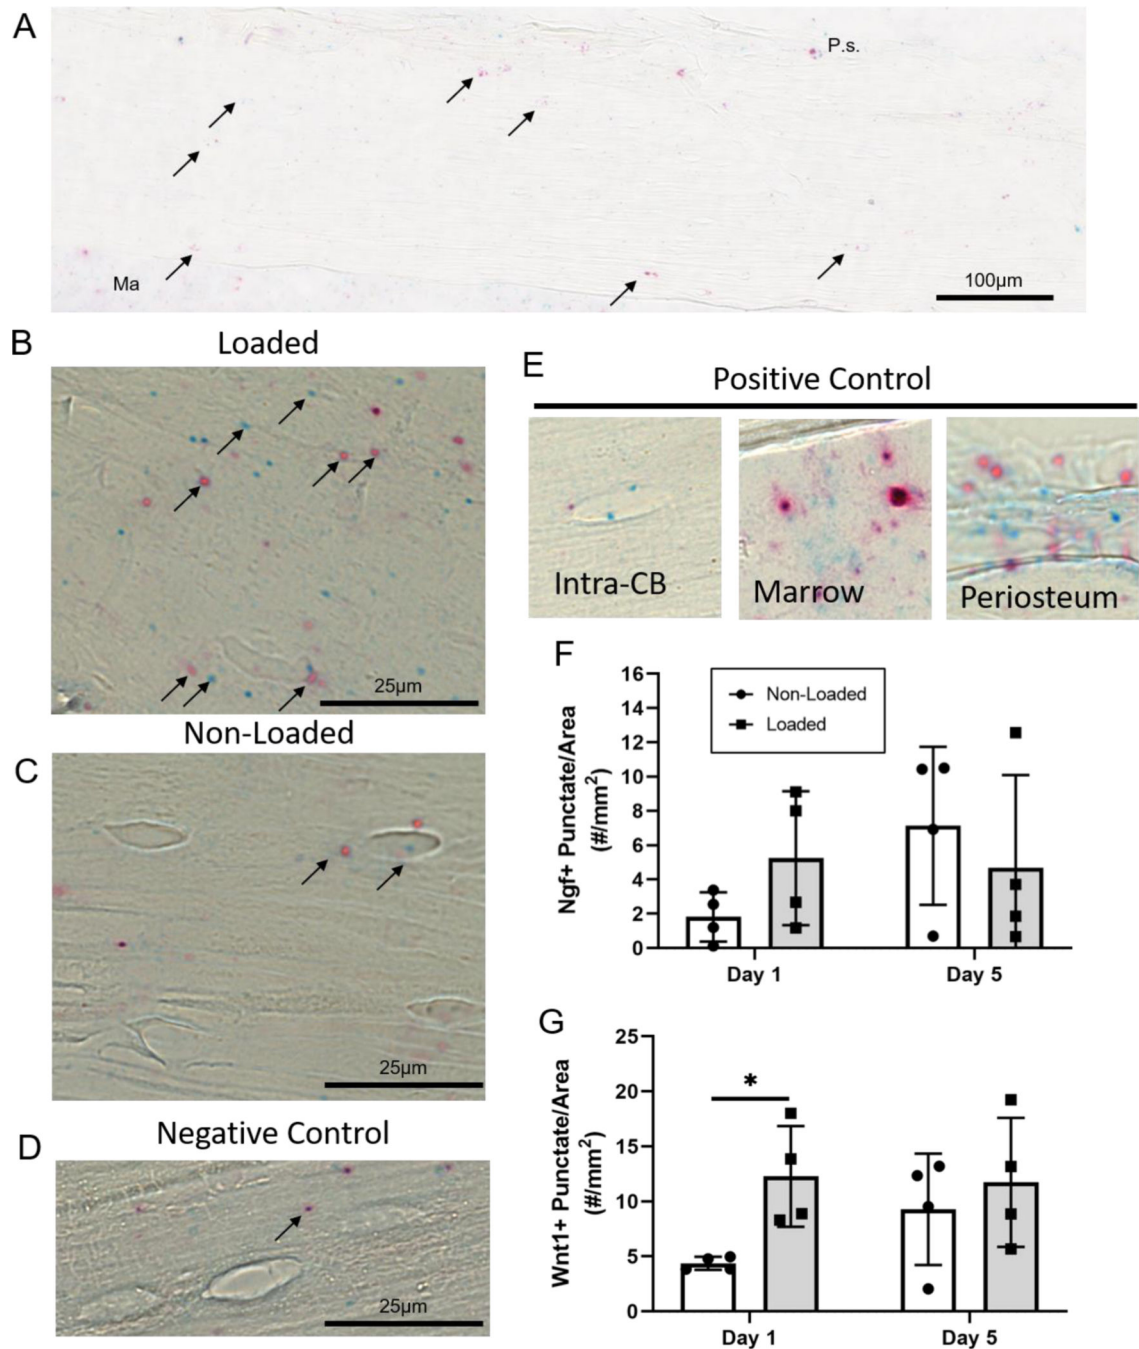 A
P.s.
Ma
100µm
B
Loaded
25µm
Non-Loaded
C
25µm
D
Negative Control
25µm
E
Positive Control
Intra-CB
Marrow
Periosteum
F
Ngf+ Punctate/Area
(#/mm²)
16
14
12
10
8
6
4
2
0
Non-Loaded
Loaded
Day 1
Day 5
G
Wnt1+ Punctate/Area
(#/mm²)
25
20
15
10
5
0
*
Day 1
Day 5